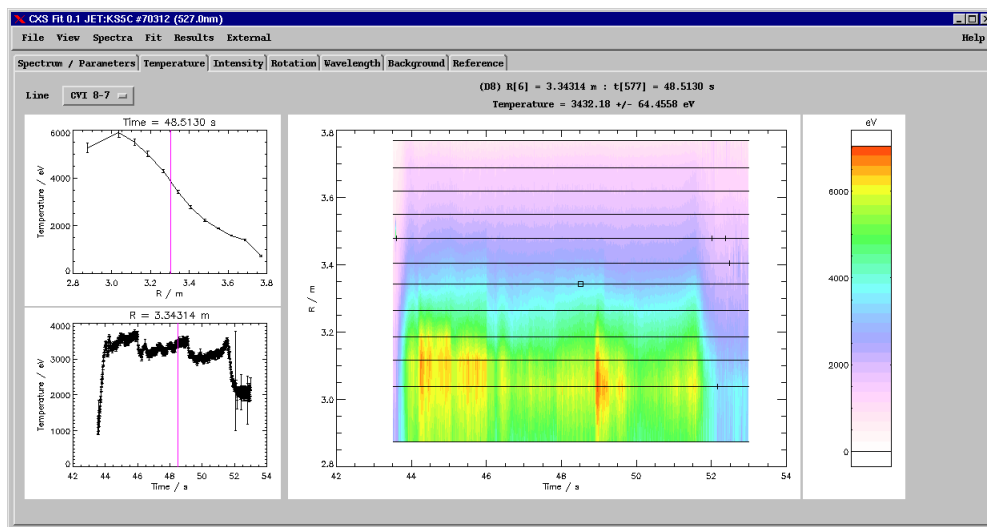 CXS Fit 0.1 JET:KS5C #70312 (527.0nm)
File View Spectra Fit Results External Help
Spectrum / Parameters Temperature Intensity Rotation Wavelength Background Reference
Line CVI 8-7
(D8) R[6] = 3.34314 m : t[577] = 48.5130 s
Temperature = 3432.18 +/- 64.4558 eV
Time = 48.5130 s
6000
4000
2000
0
Temperature / eV
2.8 3.0 3.2 3.4 3.6 3.8
R / m
R = 3.34314 m
4000
3000
2000
1000
0
Temperature / eV
42 44 46 48 50 52 54
Time / s
3.8
3.6
3.4
3.2
3.0
2.8
R / m
42 44 46 48 50 52 54
Time / s
eV
6000
4000
2000
0